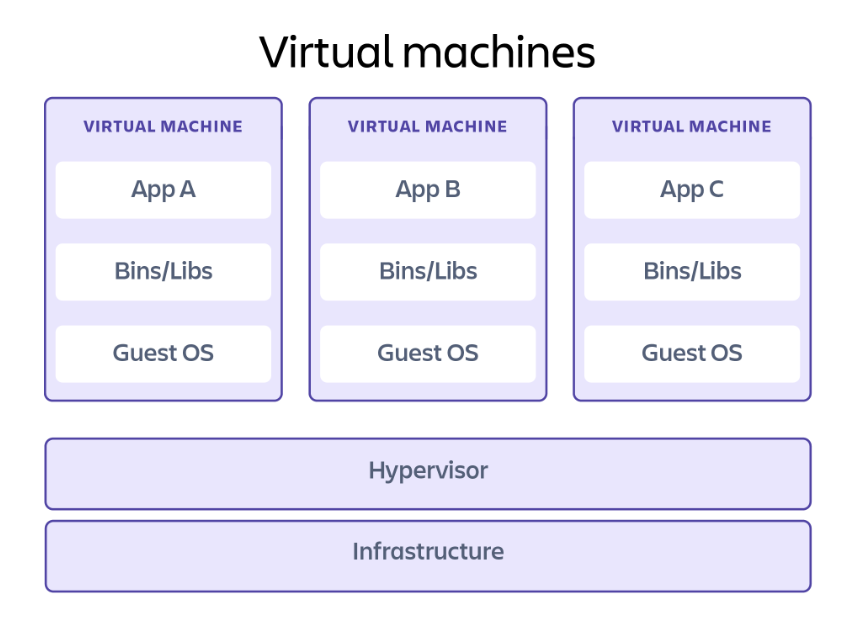 Virtual machines
VIRTUAL MACHINE
App A
Bins/Libs
Guest OS
VIRTUAL MACHINE
App B
Bins/Libs
Guest OS
VIRTUAL MACHINE
App C
Bins/Libs
Guest OS
Hypervisor
Infrastructure